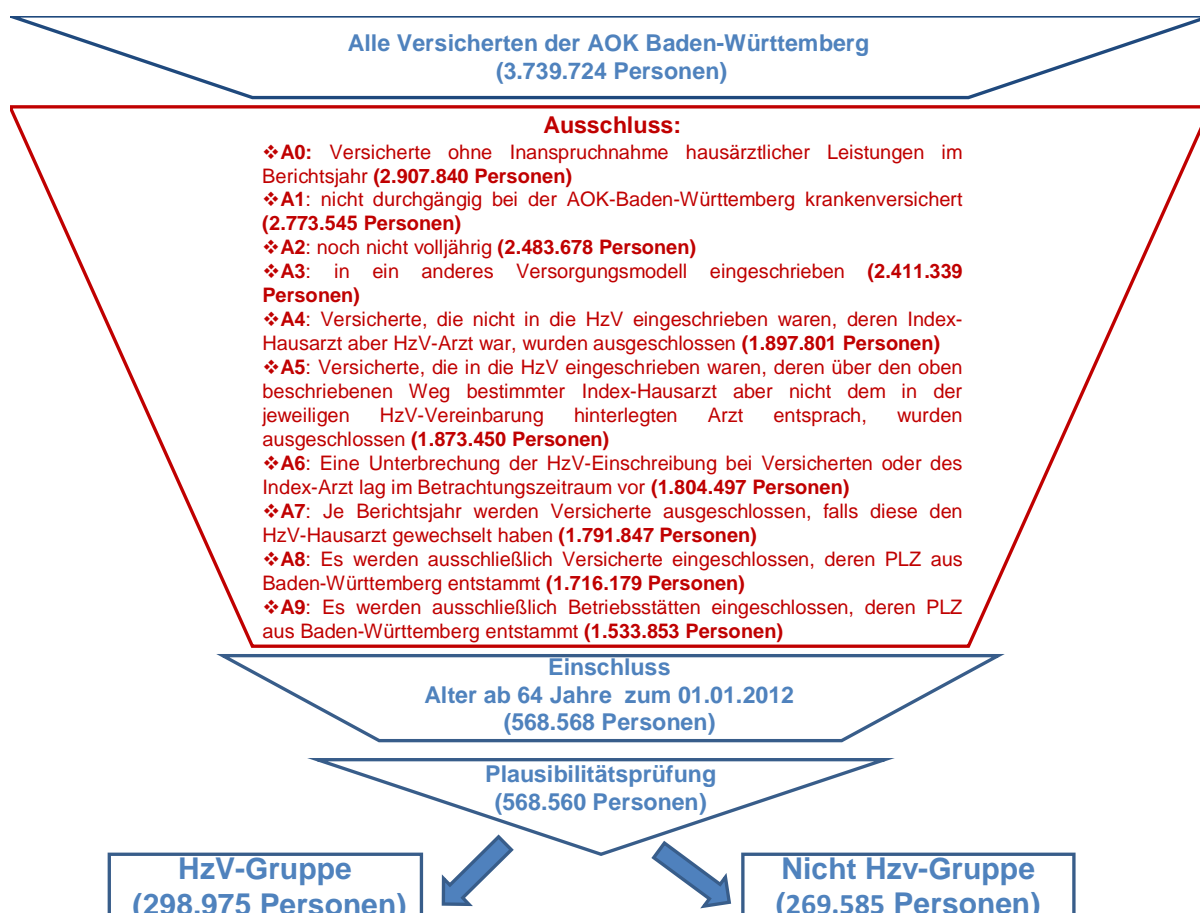 Alle Versicherten der AOK Baden-Württemberg
(3.739.724 Personen)
Ausschluss:
❖A0: Versicherte ohne Inanspruchnahme hausärztlicher Leistungen im
Berichtsjahr (2.907.840 Personen)
❖A1: nicht durchgängig bei der AOK-Baden-Württemberg krankenversichert
(2.773.545 Personen)
❖A2: noch nicht volljährig (2.483.678 Personen)
❖A3: in ein anderes Versorgungsmodell eingeschrieben (2.411.339
Personen)
❖A4: Versicherte, die nicht in die HzV eingeschrieben waren, deren Index-
Hausarzt aber HzV-Arzt war, wurden ausgeschlossen (1.897.801 Personen)
❖A5: Versicherte, die in die HzV eingeschrieben waren, deren über den oben
beschriebenen Weg bestimmter Index-Hausarzt aber nicht dem in der
jeweiligen HzV-Vereinbarung hinterlegten Arzt entsprach, wurden
ausgeschlossen (1.873.450 Personen)
❖A6: Eine Unterbrechung der HzV-Einschreibung bei Versicherten oder des
Index-Arzt lag im Betrachtungszeitraum vor (1.804.497 Personen)
❖A7: Je Berichtsjahr werden Versicherte ausgeschlossen, falls diese den
HzV-Hausarzt gewechselt haben (1.791.847 Personen)
❖A8: Es werden ausschließlich Versicherte eingeschlossen, deren PLZ aus
Baden-Württemberg entstammt (1.716.179 Personen)
❖A9: Es werden ausschließlich Betriebsstätten eingeschlossen, deren PLZ
aus Baden-Württemberg entstammt (1.533.853 Personen)
Einschluss
Alter ab 64 Jahre zum 01.01.2012
(568.568 Personen)
Plausibilitätsprüfung
(568.560 Personen)
HzV-Gruppe
(298.975 Personen)
Nicht Hzv-Gruppe
(269.585 Personen)